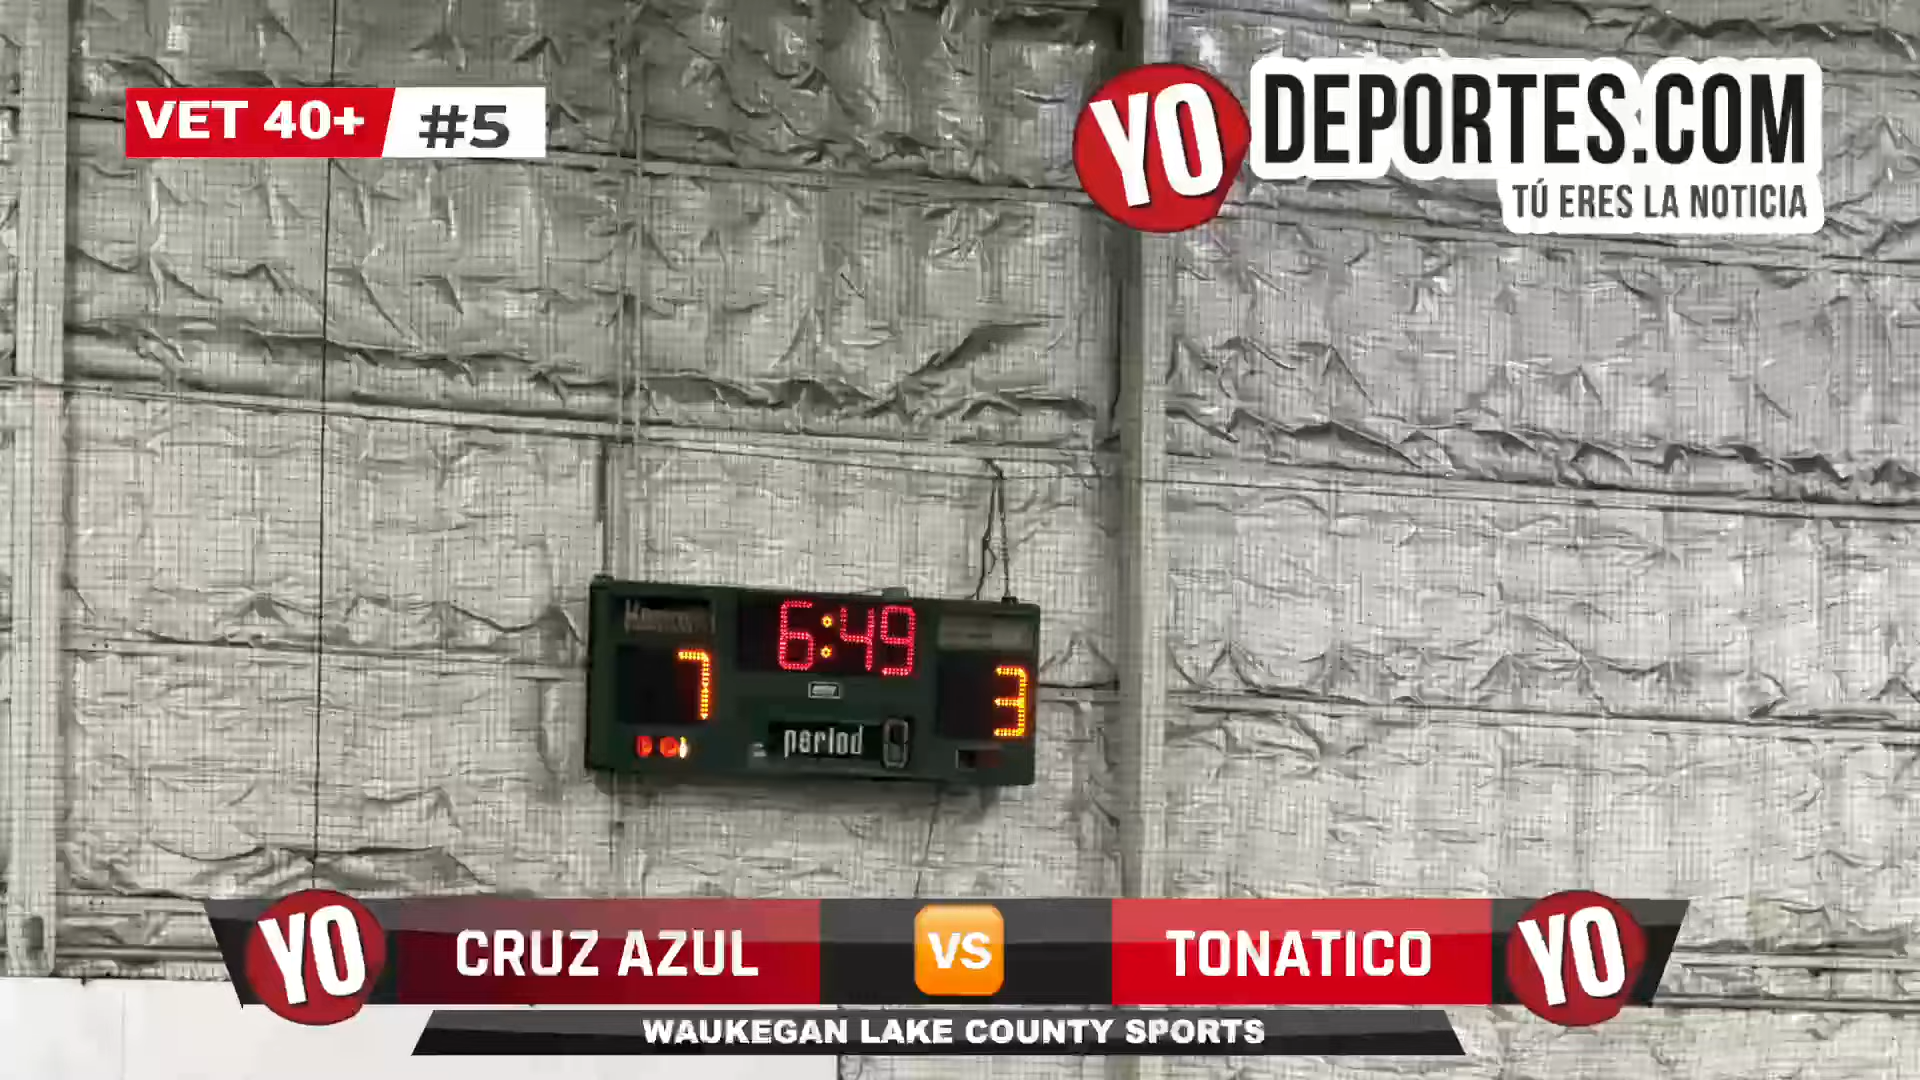 VET 40+ #5
YO DEPORTES.COM
TÚ ERES LA NOTICIA
6:49
7 3
period
YO CRUZ AZUL VS TONATICO YO
WAUKEGAN LAKE COUNTY SPORTS